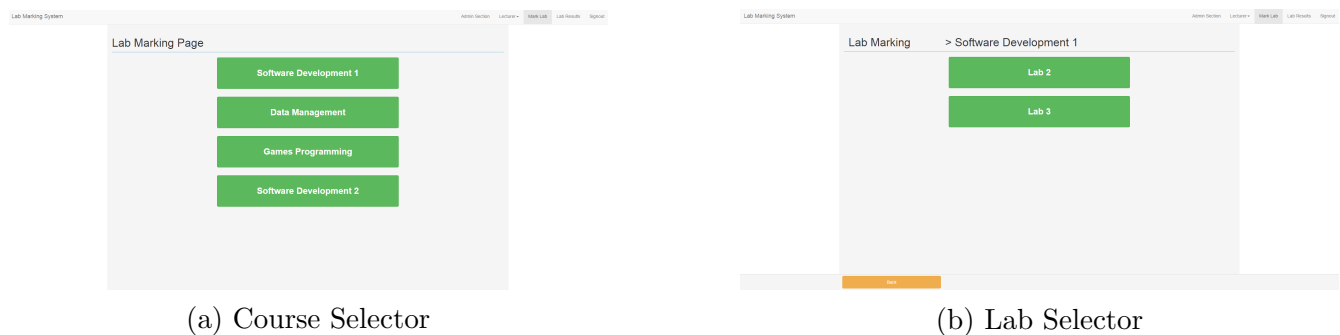 Lab Marking System
Admin Section Lecturer Mark Lab Lab Results Signout
Lab Marking Page
Software Development 1
Data Management
Games Programming
Software Development 2
(a) Course Selector
Lab Marking System
Admin Section Lecturer Mark Lab Lab Results Signout
Lab Marking > Software Development 1
Lab 2
Lab 3
Back
(b) Lab Selector